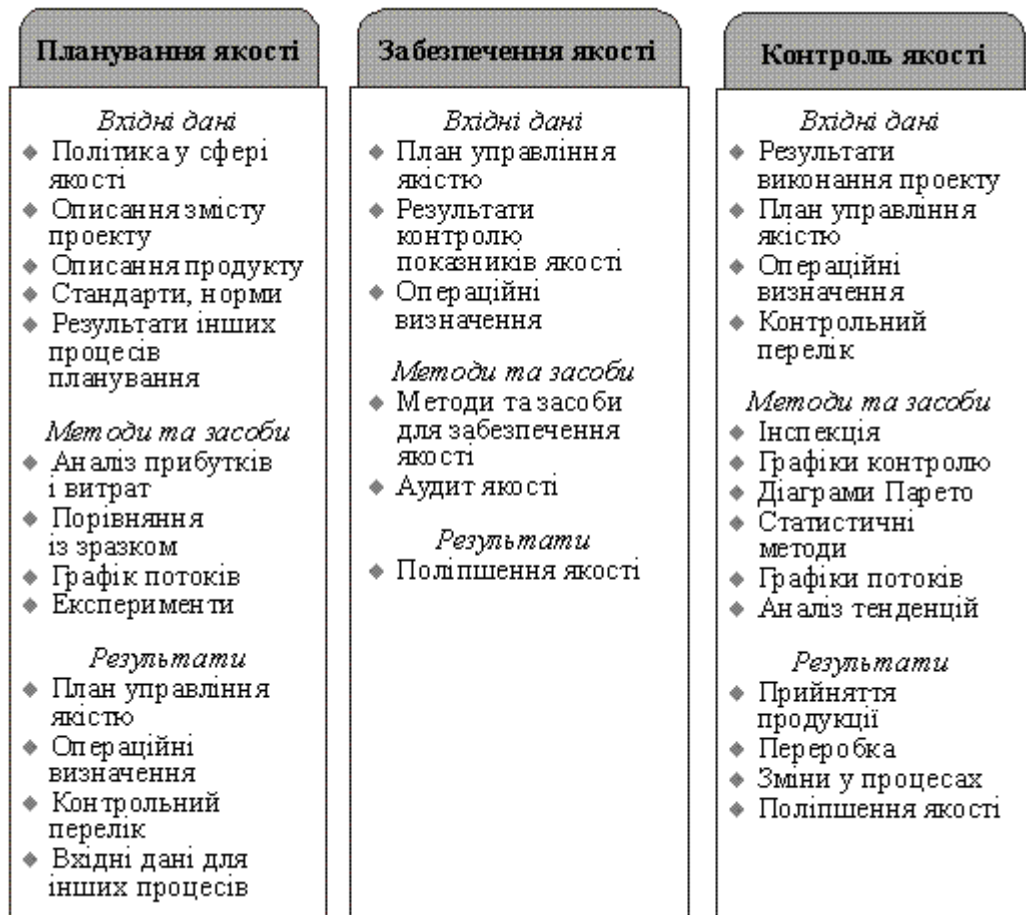 Планування якості
Вхідні дані
Політика у сфері
якості
Описання змісту
проекту
Описання продукту
Стандарти, норми
Результати інших
процесів
планування
Методи та засоби
Аналіз прибутків
і витрат
Порівняння
із зразком
Графік потоків
Експерименти
Результати
План управління
якістю
Операційні
визначення
Контрольний
перелік
Вхідні дані для
інших процесів
Забезпечення якості
Вхідні дані
План управління
якістю
Результати
контролю
показників якості
Операційні
визначення
Методи та засоби
Методи та засоби
для забезпечення
якості
Аудит якості
Результати
Поліпшення якості
Контроль якості
Вхідні дані
Результати
виконання проекту
План управління
якістю
Операційні
визначення
Контрольний
перелік
Методи та засоби
Інспекція
Графіки контролю
Діаграми Парето
Статистичні
методи
Графіки потоків
Аналіз тенденцій
Результати
Прийняття
продукції
Переробка
Зміни у процесах
Поліпшення якості